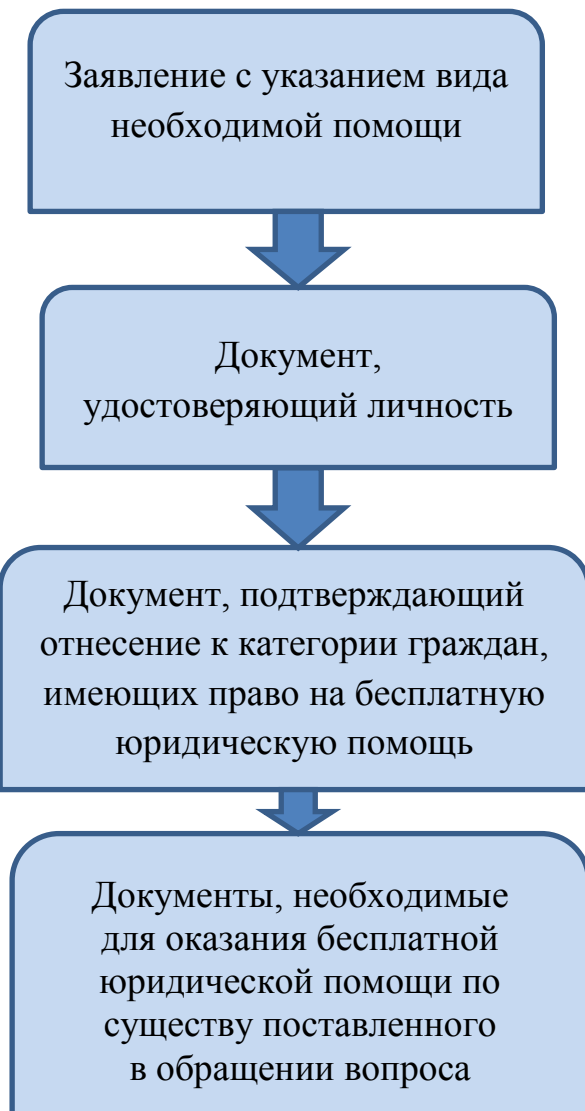 Заявление с указанием вида
необходимой помощи
Документ,
удостоверяющий личность
Документ, подтверждающий
отнесение к категории граждан,
имеющих право на бесплатную
юридическую помощь
Документы, необходимые
для оказания бесплатной
юридической помощи по
существу поставленного
в обращении вопроса